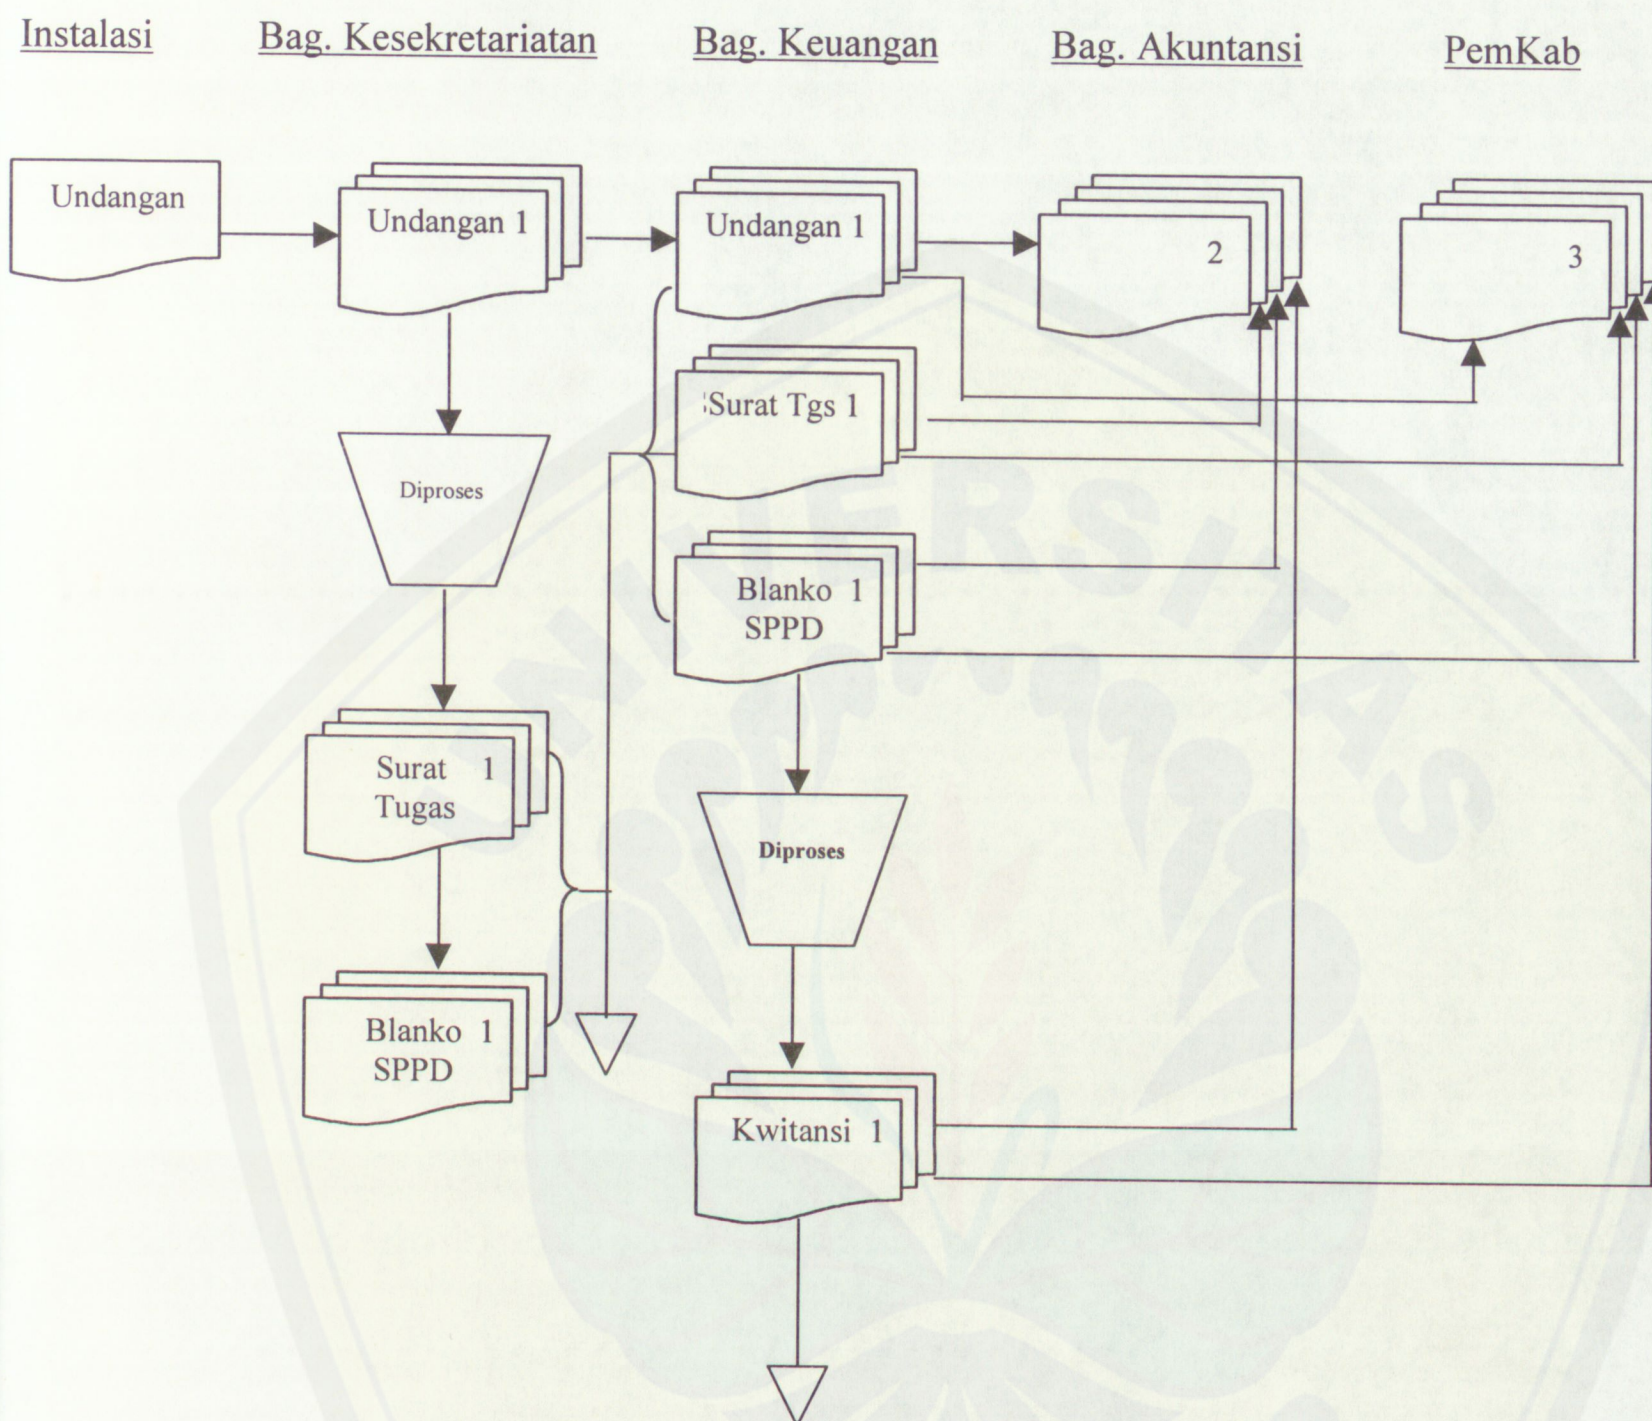 Instalasi
Bag. Kesekretariatan
Bag. Keuangan
Bag. Akuntansi
PemKab
Undangan
Undangan 1
Undangan 1
2
3
Surat Tgs 1
Diproses
Blanko 1
SPPD
Surat 1
Tugas
Diproses
Blanko 1
SPPD
Kwitansi 1
UNIVERSITAS